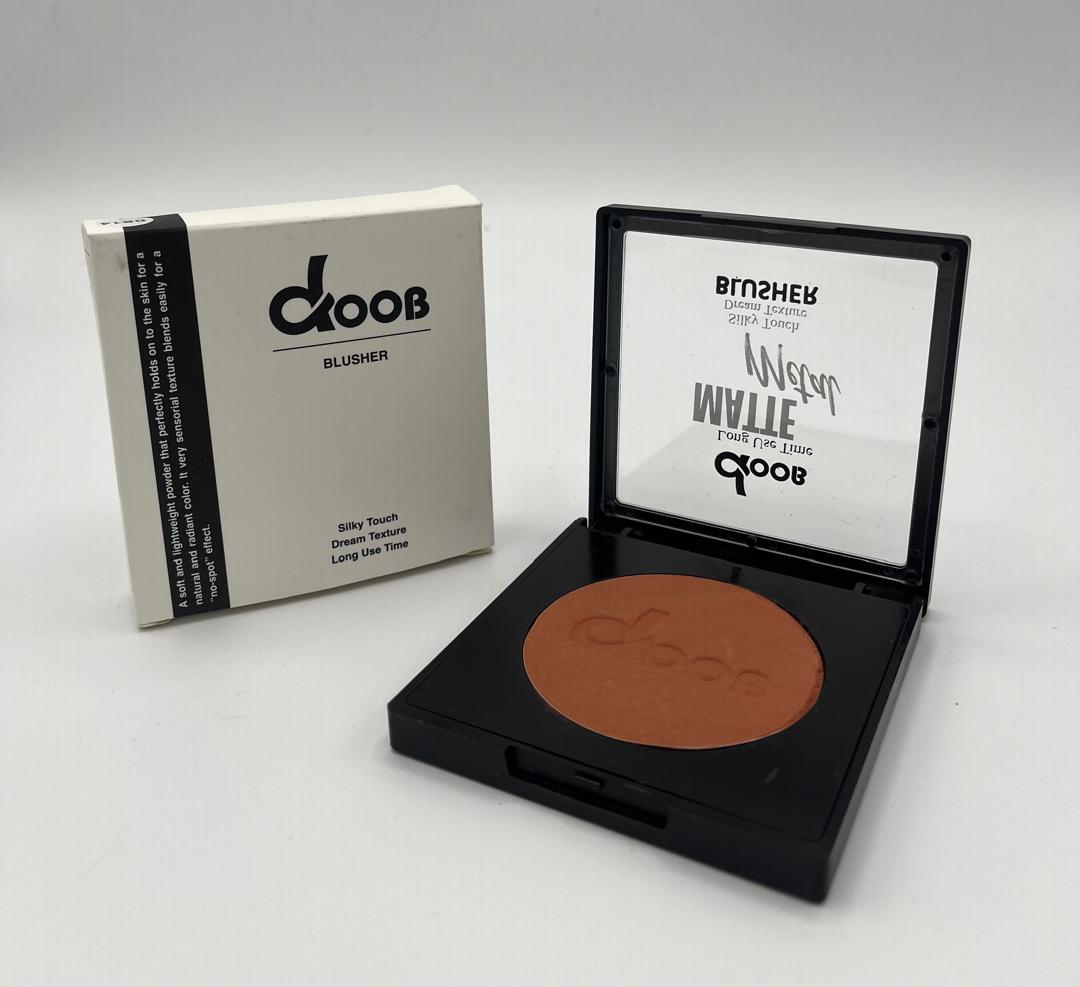 A soft and lightweight powder that perfectly holds on to the skin for a
natural and radiant color. It very sensorial texture blends easily for a
"no-spot" effect.
dooB
BLUSHER
Silky Touch
Dream Texture
Long Use Time
BLUSHER
Dream Texture
Silky Touch
Metal
MATTE
Long Use Time
dooB
dooB